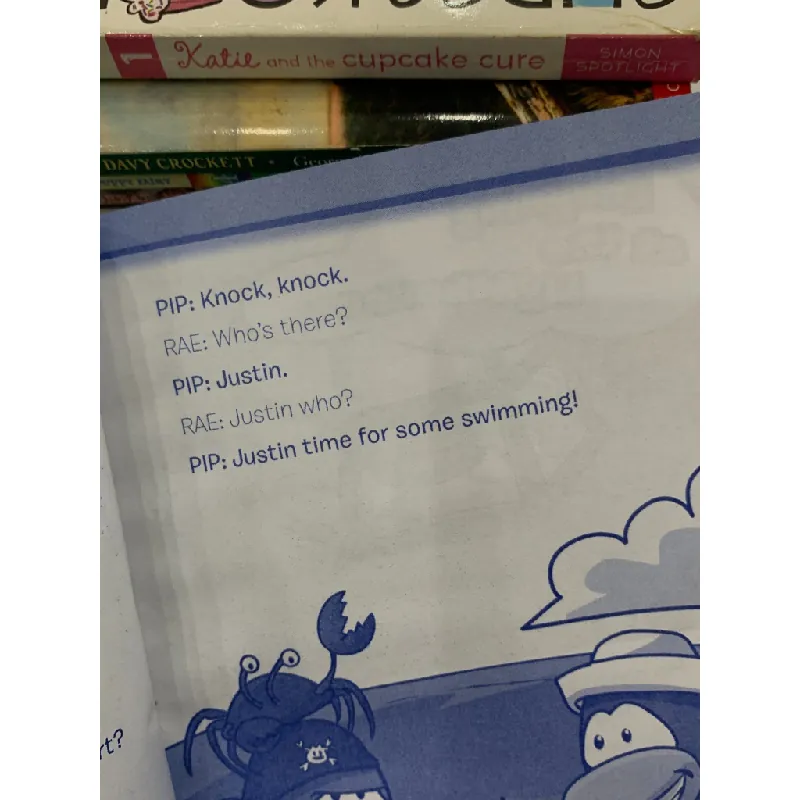 1 Katie and the cupcake cure SIMON SPOTLIGHT
DAVY CROCKETT •
PIP: Knock, knock.
RAE: Who's there?
PIP: Justin.
RAE: Justin who?
PIP: Justin time for some swimming!
rt?